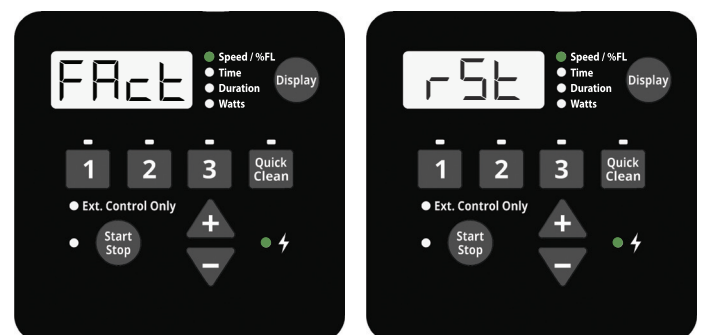 FAct
Speed / %FL
Time
Duration
Watts
Display
1 2 3 Quick Clean
Ext. Control Only
Start Stop
+
−
rSt
Speed / %FL
Time
Duration
Watts
Display
1 2 3 Quick Clean
Ext. Control Only
Start Stop
+
−